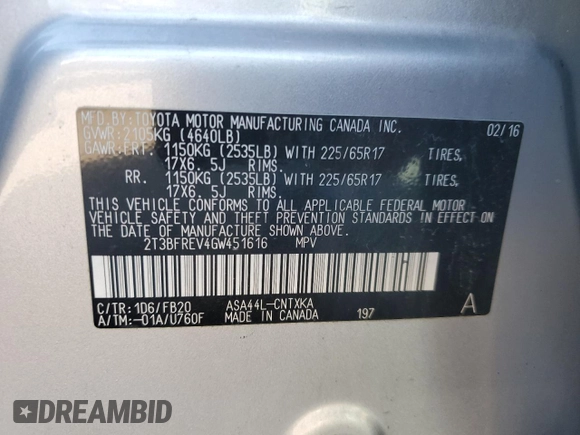 MFD.BY:TOYOTA MOTOR MANUFACTURING CANADA INC.
GVWR:2105KG (4640LB) 02/16
GAWR:FRT. 1150KG (2535LB) WITH 225/65R17 TIRES,
17X6.5J RIMS.
RR. 1150KG (2535LB) WITH 225/65R17 TIRES,
17X6.5J RIMS.
THIS VEHICLE CONFORMS TO ALL APPLICABLE FEDERAL MOTOR
VEHICLE SAFETY AND THEFT PREVENTION STANDARDS IN EFFECT ON
THE DATE OF MANUFACTURE SHOWN ABOVE.
2T3BFREV4GW451616 MPV
C/TR:1D6/FB20 ASA44L-CNTXKA A
A/TM:-01A/U760F MADE IN CANADA 197
DREAMBID